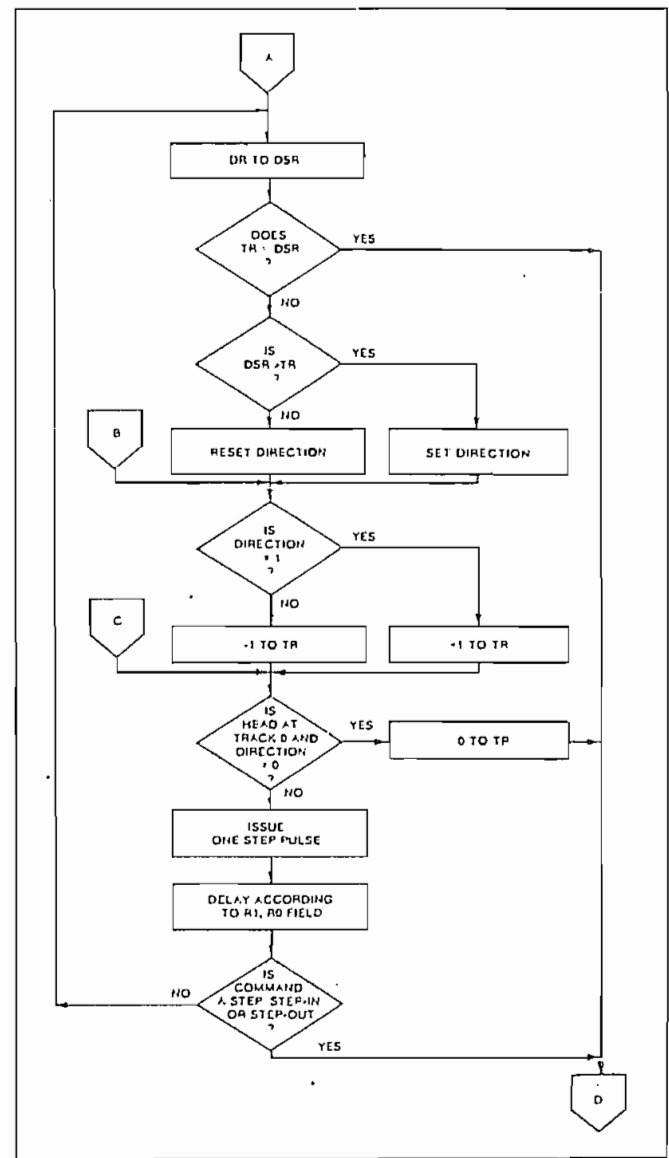 A
DR TO DSR
DOES
TR = DSR
?
YES
NO
IS
DSR >TR
?
YES
NO
B
RESET DIRECTION
SET DIRECTION
IS
DIRECTION
= 1
?
YES
NO
C
-1 TO TR
+1 TO TR
IS
HEAD AT
TRACK 0 AND
DIRECTION
= 0
?
YES
0 TO TR
NO
ISSUE
ONE STEP PULSE
DELAY ACCORDING
TO R1, R0 FIELD
IS
COMMAND
A STEP, STEP-IN
OR STEP-OUT
?
NO
YES
D